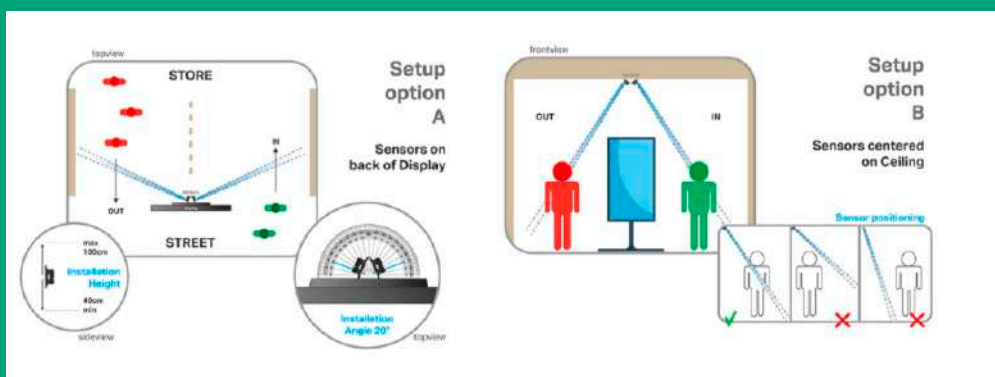 topview
STORE
IN
OUT
STREET
Setup
option
A
Sensors on
back of Display
max
100cm
Installation
Height
40cm
min
sideview
Installation
Angle 20°
topview
frontview
OUT
IN
Setup
option
B
Sensors centered
on Ceiling
Sensor positioning